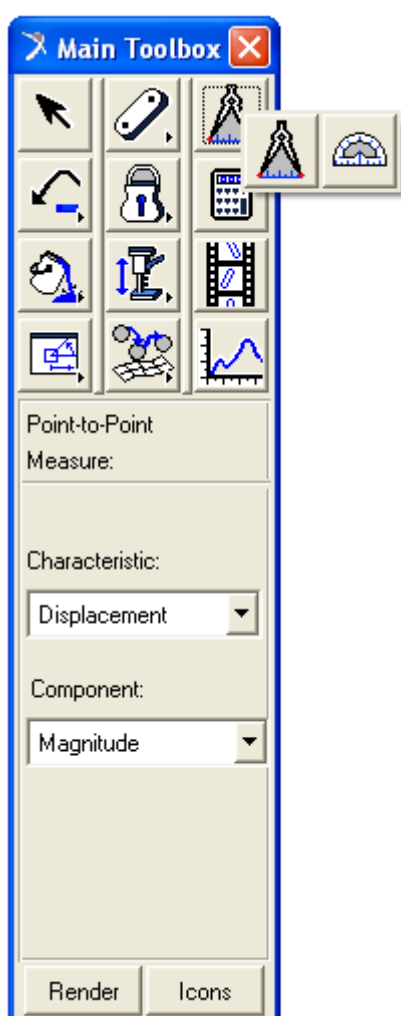 Main Toolbox
Point-to-Point
Measure:
Characteristic:
Displacement
Component:
Magnitude
Render
Icons